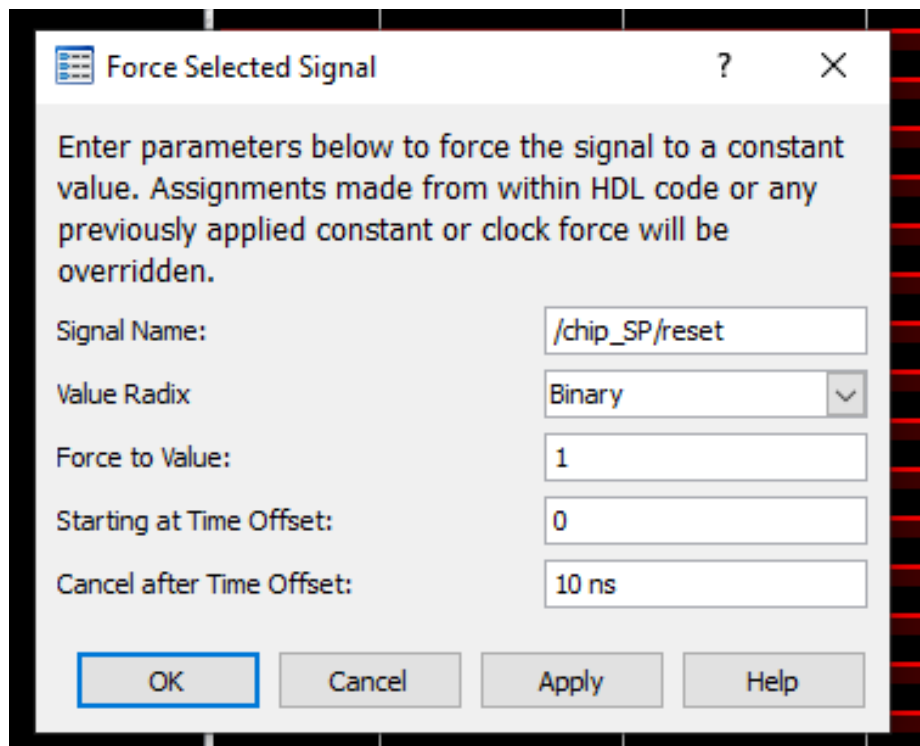 Force Selected Signal
?
Enter parameters below to force the signal to a constant
value. Assignments made from within HDL code or any
previously applied constant or clock force will be
overridden.
Signal Name: /chip_SP/reset
Value Radix Binary
Force to Value: 1
Starting at Time Offset: 0
Cancel after Time Offset: 10 ns
OK Cancel Apply Help